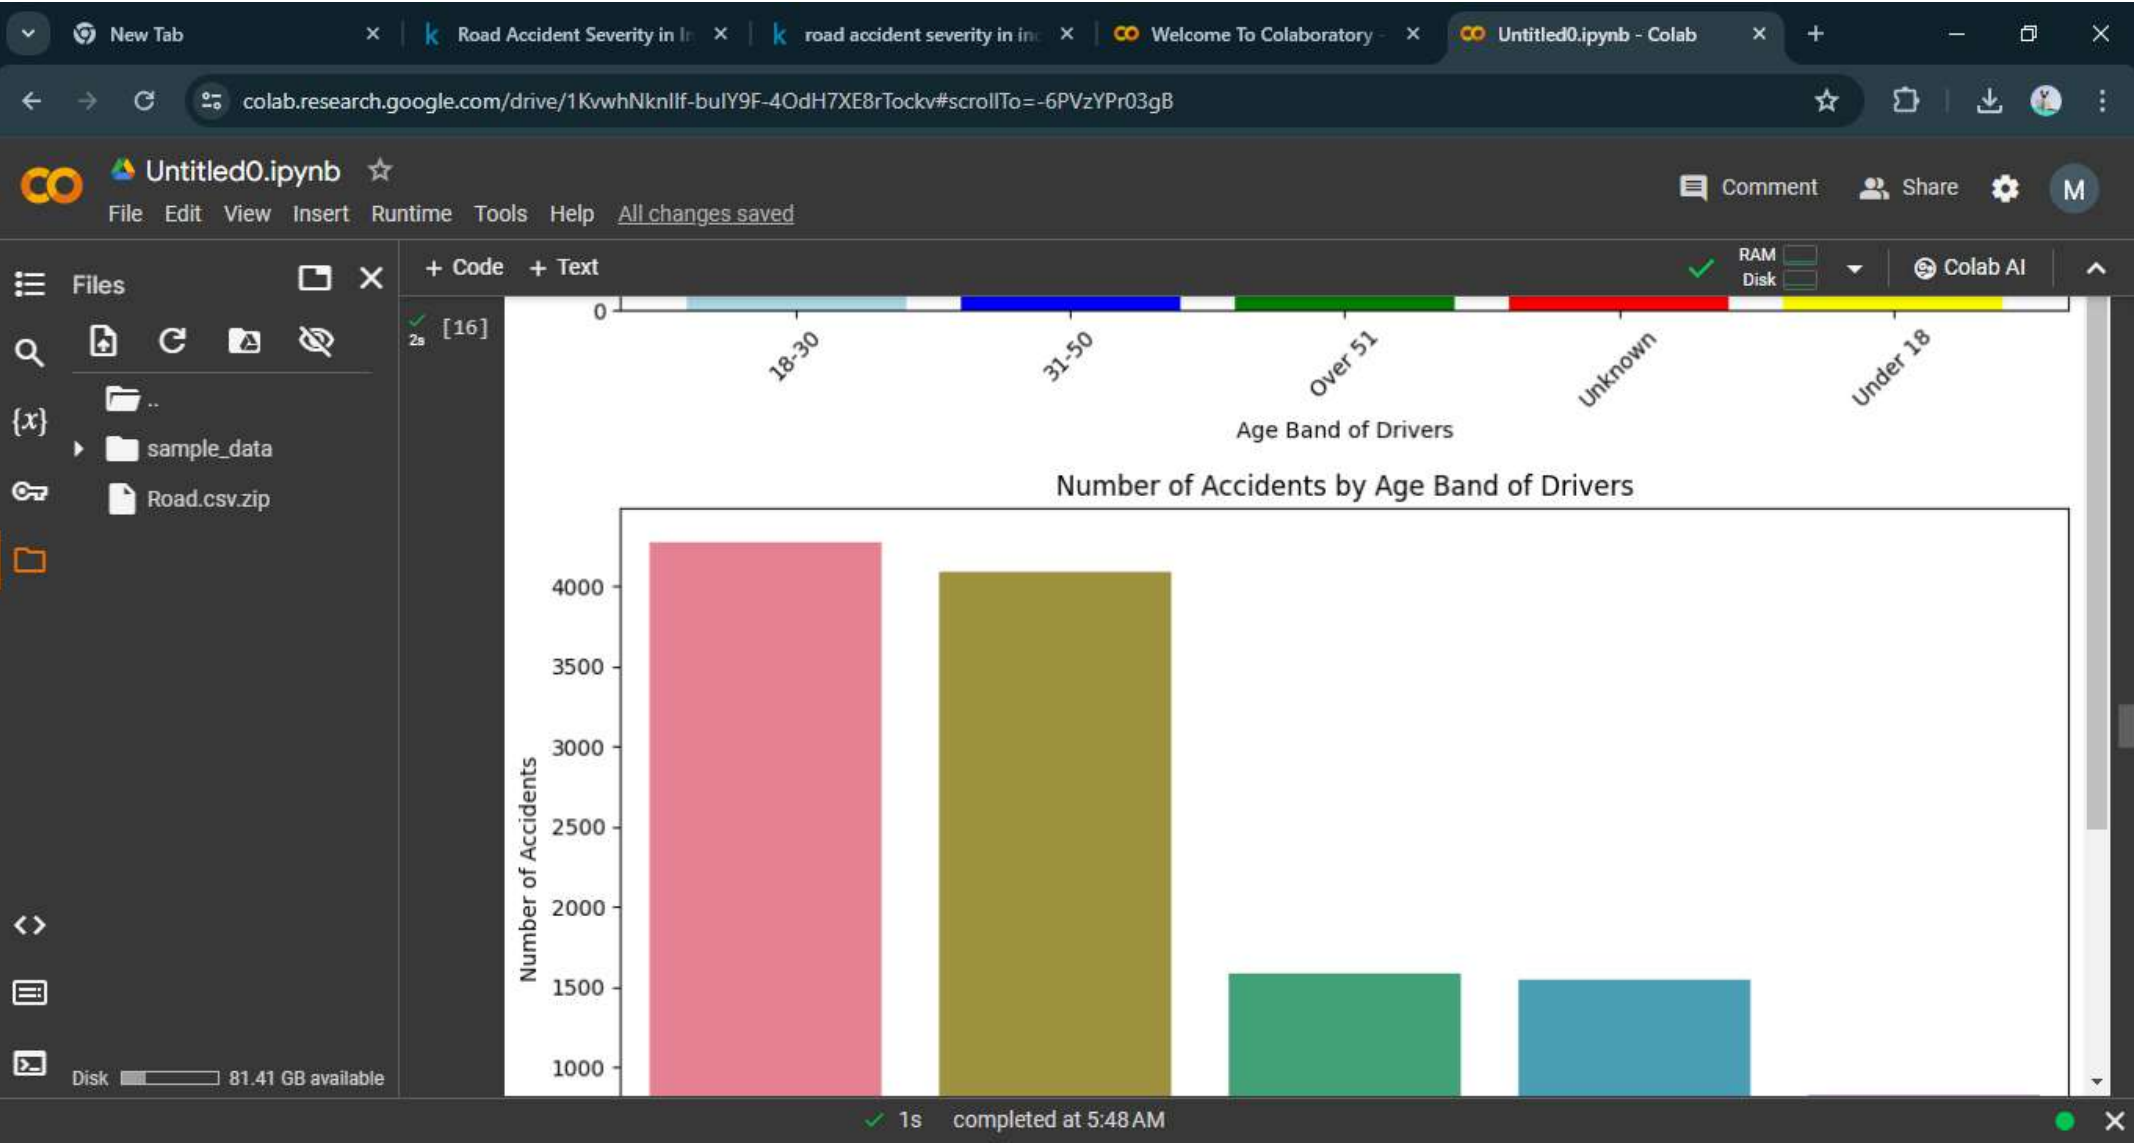 New Tab
Road Accident Severity in In
road accident severity in in
Welcome To Colaboratory
Untitled0.ipynb - Colab
colab.research.google.com/drive/1KvwhNknlIf-buIY9F-4OdH7XE8rTockv#scrollTo=-6PVzYPr03gB
CO
Untitled0.ipynb
Comment
Share
M
File Edit View Insert Runtime Tools Help All changes saved
Files
+ Code + Text
RAM
Disk
Colab AI
..
sample_data
Road.csv.zip
{x}
Disk 81.41 GB available
[16]
2s
0
18-30
31-50
Over 51
Unknown
Under 18
Age Band of Drivers
Number of Accidents by Age Band of Drivers
Number of Accidents
4000
3500
3000
2500
2000
1500
1000
1s completed at 5:48 AM